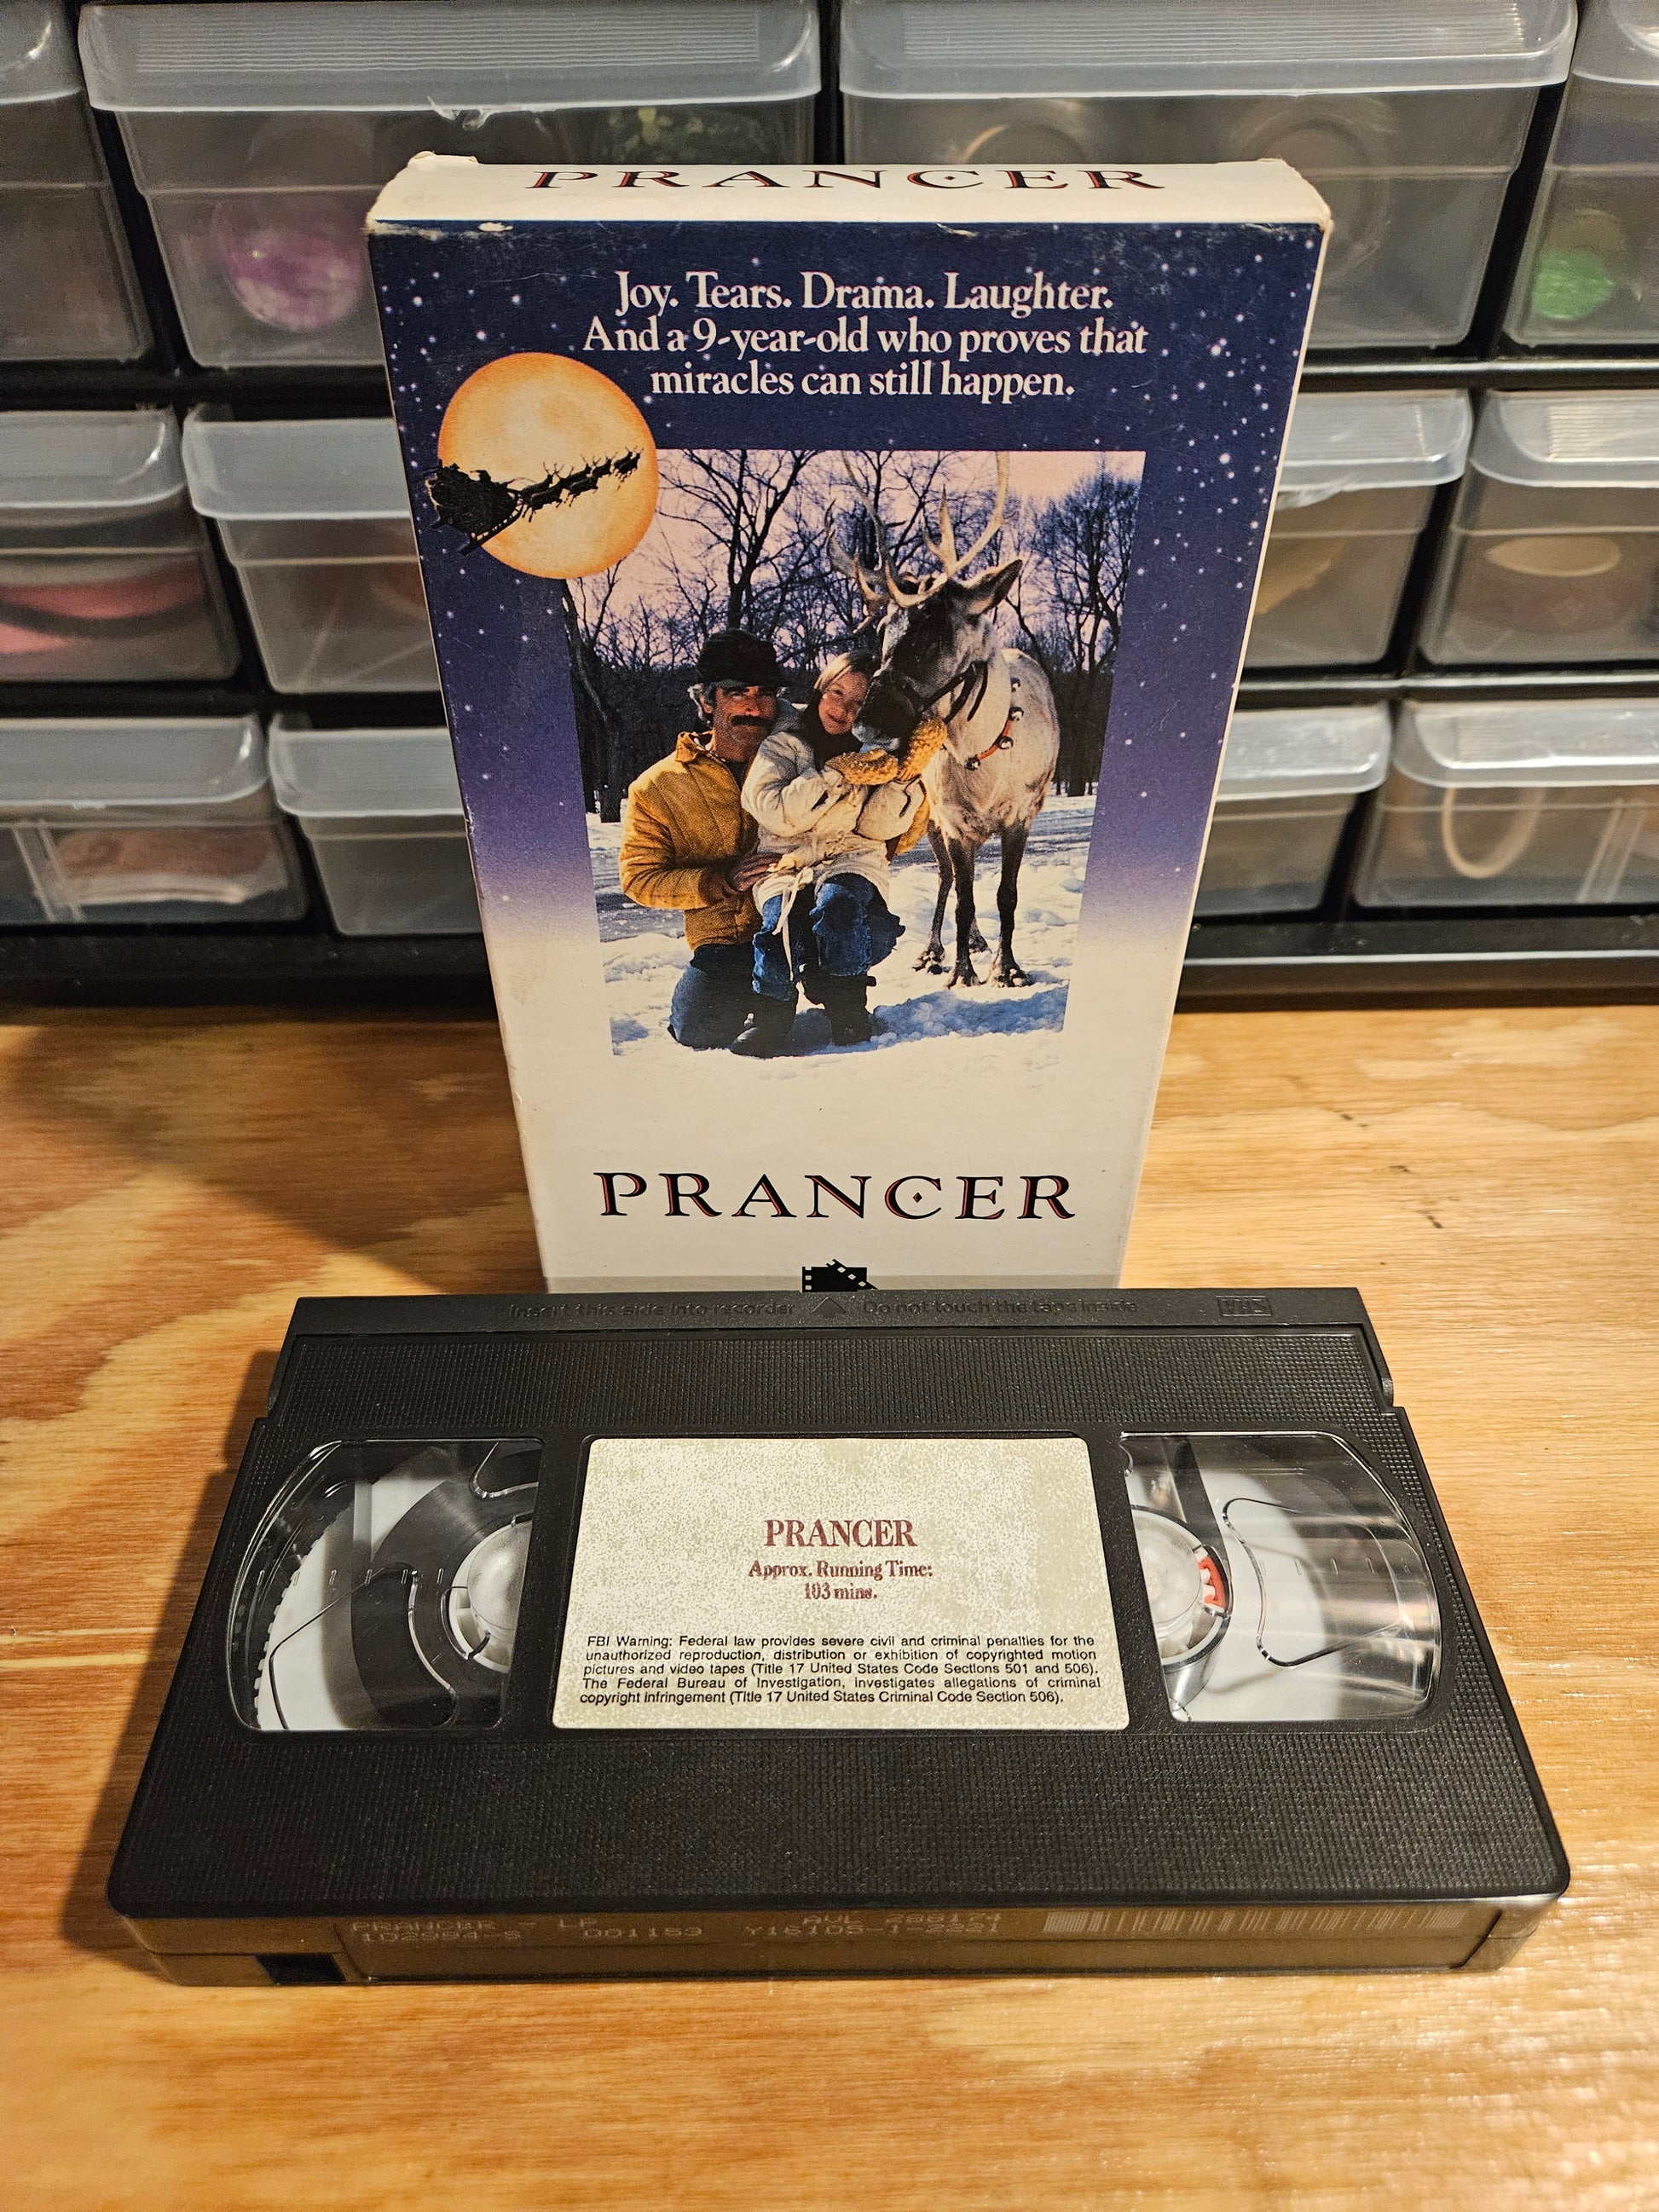 PRANCER
Joy. Tears. Drama. Laughter.
And a 9-year-old who proves that
miracles can still happen.
PRANCER
Insert this side into recorder Do not touch the tape inside VHS
PRANCER
Approx. Running Time:
103 mins.
FBI Warning: Federal law provides severe civil and criminal penalties for the
unauthorized reproduction, distribution or exhibition of copyrighted motion
pictures and video tapes (Title 17 United States Code Sections 501 and 506).
The Federal Bureau of Investigation, investigates allegations of criminal
copyright infringement (Title 17 United States Criminal Code Section 506).
PRANCER - LP
001153